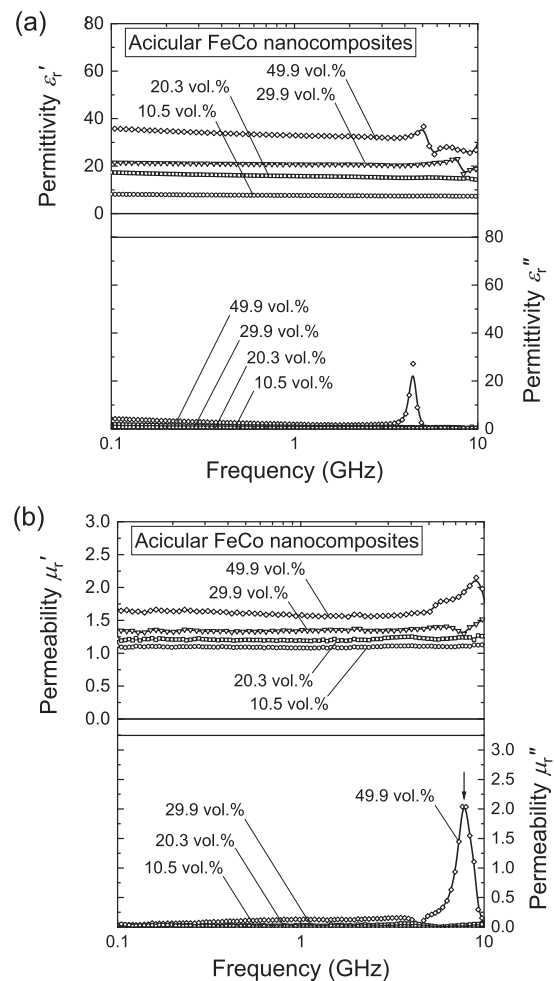 (a)
Acicular FeCo nanocomposites
80
60
40
20
0
Permittivity εr′
20.3 vol.%
10.5 vol.%
49.9 vol.%
29.9 vol.%
80
60
40
20
0
Permittivity εr″
49.9 vol.%
29.9 vol.%
20.3 vol.%
10.5 vol.%
0.1
1
10
Frequency (GHz)
(b)
Acicular FeCo nanocomposites
3.0
2.5
2.0
1.5
1.0
0.5
0.0
Permeability μr′
49.9 vol.%
29.9 vol.%
20.3 vol.%
10.5 vol.%
3.0
2.5
2.0
1.5
1.0
0.5
0.0
Permeability μr″
29.9 vol.%
20.3 vol.%
10.5 vol.%
49.9 vol.%
0.1
1
10
Frequency (GHz)